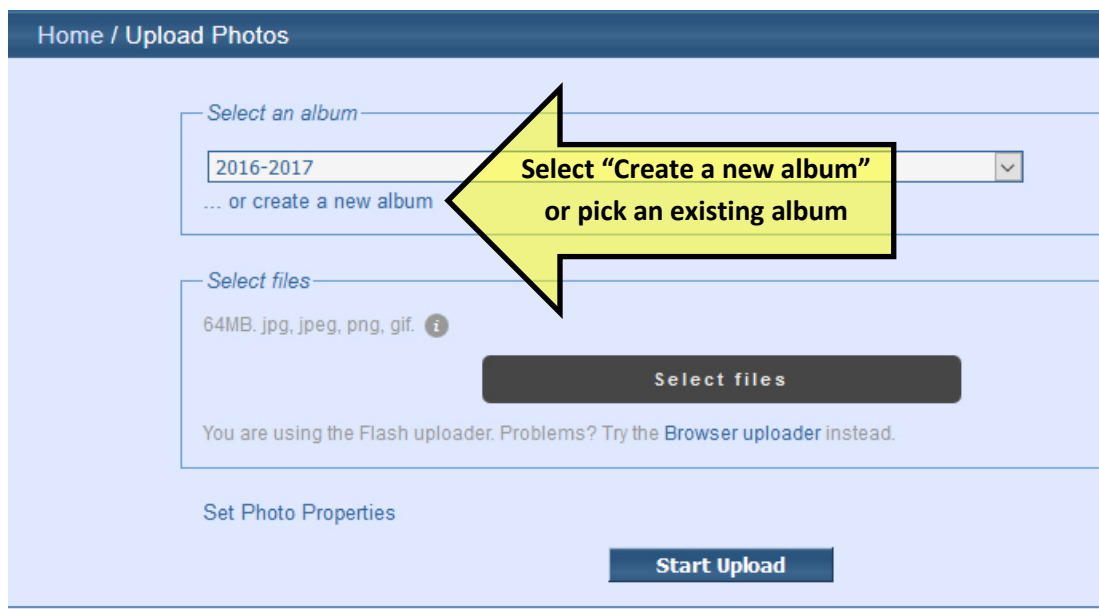 Home / Upload Photos
Select an album
2016-2017
... or create a new album
Select “Create a new album”
or pick an existing album
Select files
64MB. jpg, jpeg, png, gif. i
Select files
You are using the Flash uploader. Problems? Try the Browser uploader instead.
Set Photo Properties
Start Upload